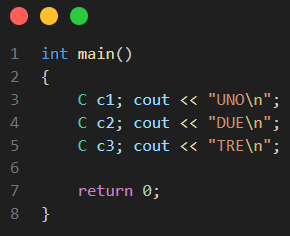 1 int main()
2 {
3     C c1; cout << "UNO\n";
4     C c2; cout << "DUE\n";
5     C c3; cout << "TRE\n";
6
7     return 0;
8 }